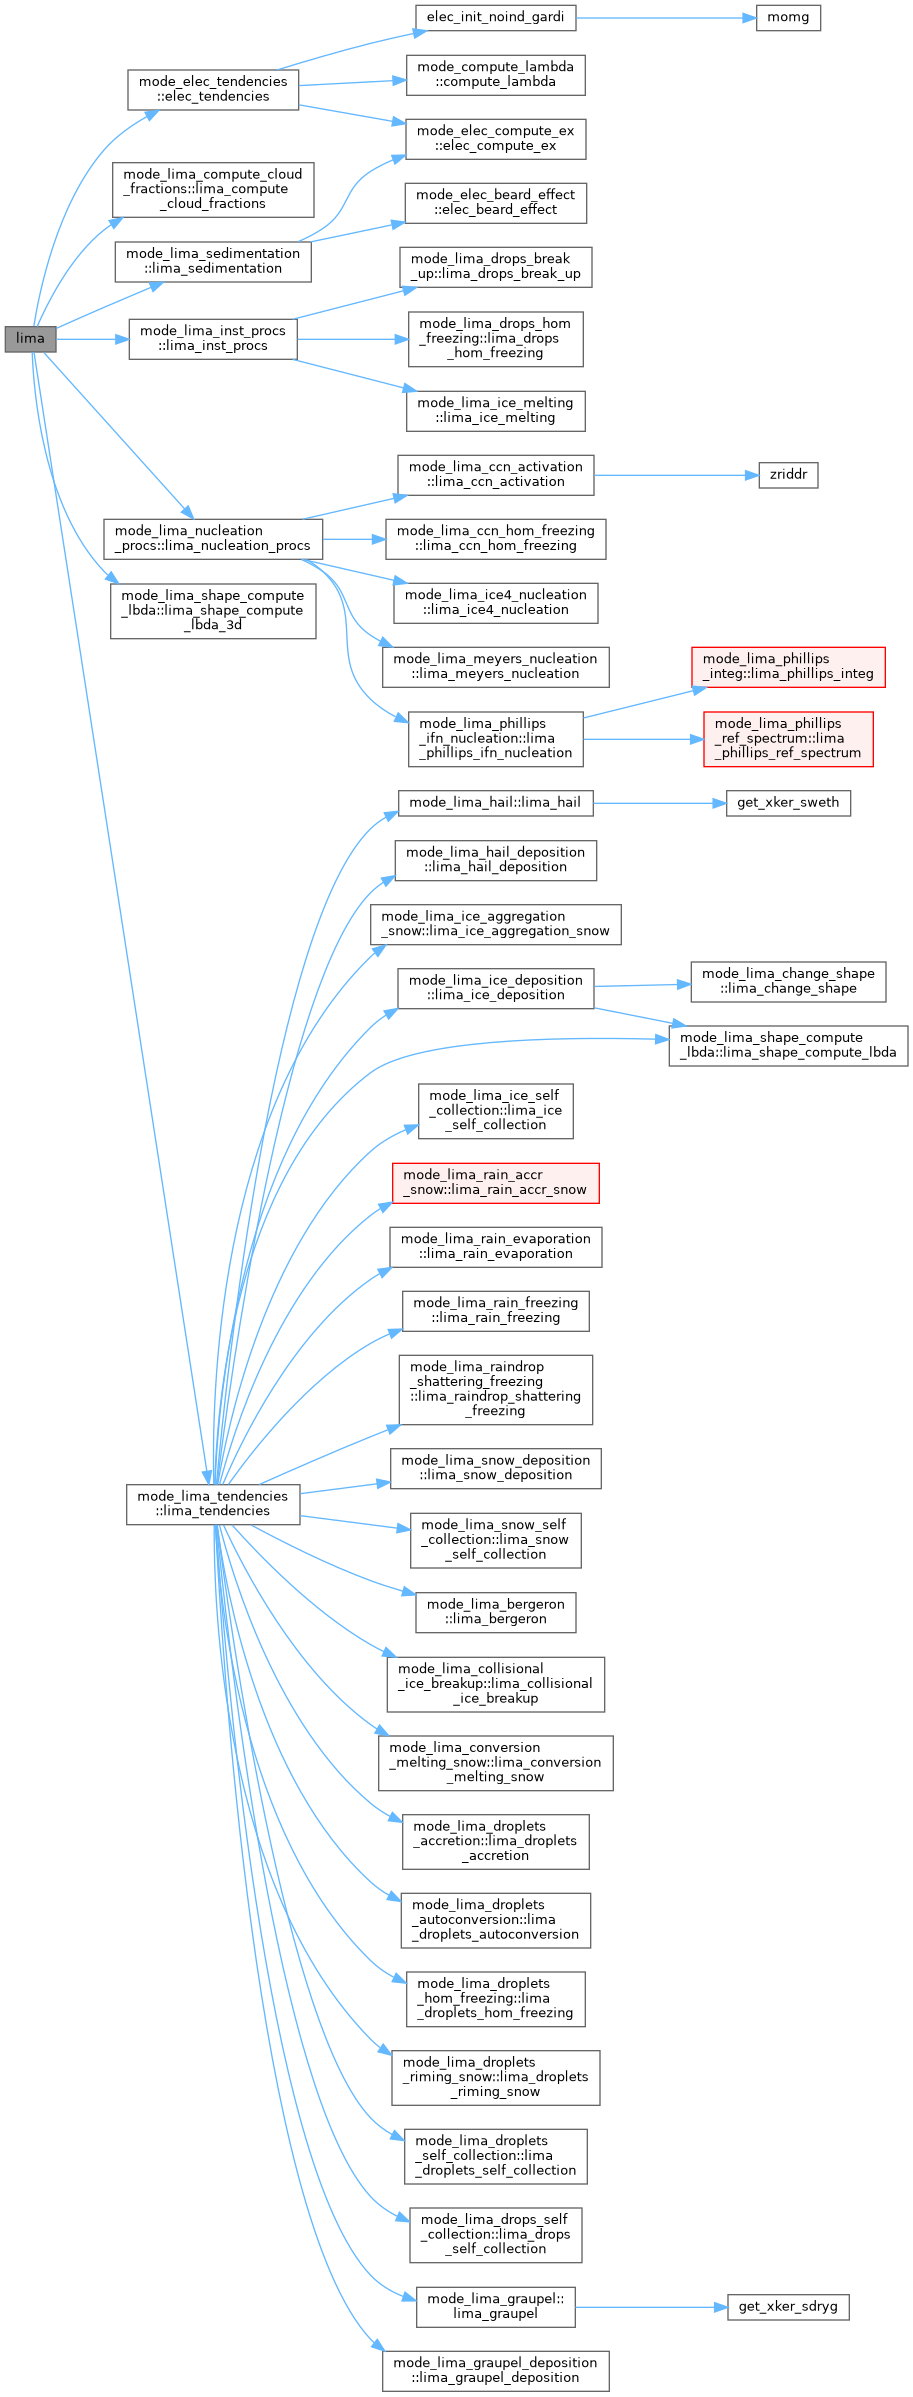 elec_init_noind_gardi
momg
mode_compute_lambda
::compute_lambda
mode_elec_tendencies
::elec_tendencies
mode_elec_compute_ex
::elec_compute_ex
mode_lima_compute_cloud
_fractions::lima_compute
_cloud_fractions
mode_elec_beard_effect
::elec_beard_effect
mode_lima_sedimentation
::lima_sedimentation
mode_lima_drops_break
_up::lima_drops_break_up
lima
mode_lima_inst_procs
::lima_inst_procs
mode_lima_drops_hom
_freezing::lima_drops
_hom_freezing
mode_lima_ice_melting
::lima_ice_melting
mode_lima_ccn_activation
::lima_ccn_activation
zriddr
mode_lima_nucleation
_procs::lima_nucleation_procs
mode_lima_ccn_hom_freezing
::lima_ccn_hom_freezing
mode_lima_shape_compute
_lbda::lima_shape_compute
_lbda_3d
mode_lima_ice4_nucleation
::lima_ice4_nucleation
mode_lima_meyers_nucleation
::lima_meyers_nucleation
mode_lima_phillips
_integ::lima_phillips_integ
mode_lima_phillips
_ifn_nucleation::lima
_phillips_ifn_nucleation
mode_lima_phillips
_ref_spectrum::lima
_phillips_ref_spectrum
mode_lima_hail::lima_hail
get_xker_sweth
mode_lima_hail_deposition
::lima_hail_deposition
mode_lima_ice_aggregation
_snow::lima_ice_aggregation_snow
mode_lima_ice_deposition
::lima_ice_deposition
mode_lima_change_shape
::lima_change_shape
mode_lima_shape_compute
_lbda::lima_shape_compute_lbda
mode_lima_ice_self
_collection::lima_ice
_self_collection
mode_lima_rain_accr
_snow::lima_rain_accr_snow
mode_lima_rain_evaporation
::lima_rain_evaporation
mode_lima_rain_freezing
::lima_rain_freezing
mode_lima_raindrop
_shattering_freezing
::lima_raindrop_shattering
_freezing
mode_lima_snow_deposition
::lima_snow_deposition
mode_lima_tendencies
::lima_tendencies
mode_lima_snow_self
_collection::lima_snow
_self_collection
mode_lima_bergeron
::lima_bergeron
mode_lima_collisional
_ice_breakup::lima_collisional
_ice_breakup
mode_lima_conversion
_melting_snow::lima_conversion
_melting_snow
mode_lima_droplets
_accretion::lima_droplets
_accretion
mode_lima_droplets
_autoconversion::lima
_droplets_autoconversion
mode_lima_droplets
_hom_freezing::lima
_droplets_hom_freezing
mode_lima_droplets
_riming_snow::lima_droplets
_riming_snow
mode_lima_droplets
_self_collection::lima
_droplets_self_collection
mode_lima_drops_self
_collection::lima_drops
_self_collection
mode_lima_graupel::
lima_graupel
get_xker_sdryg
mode_lima_graupel_deposition
::lima_graupel_deposition